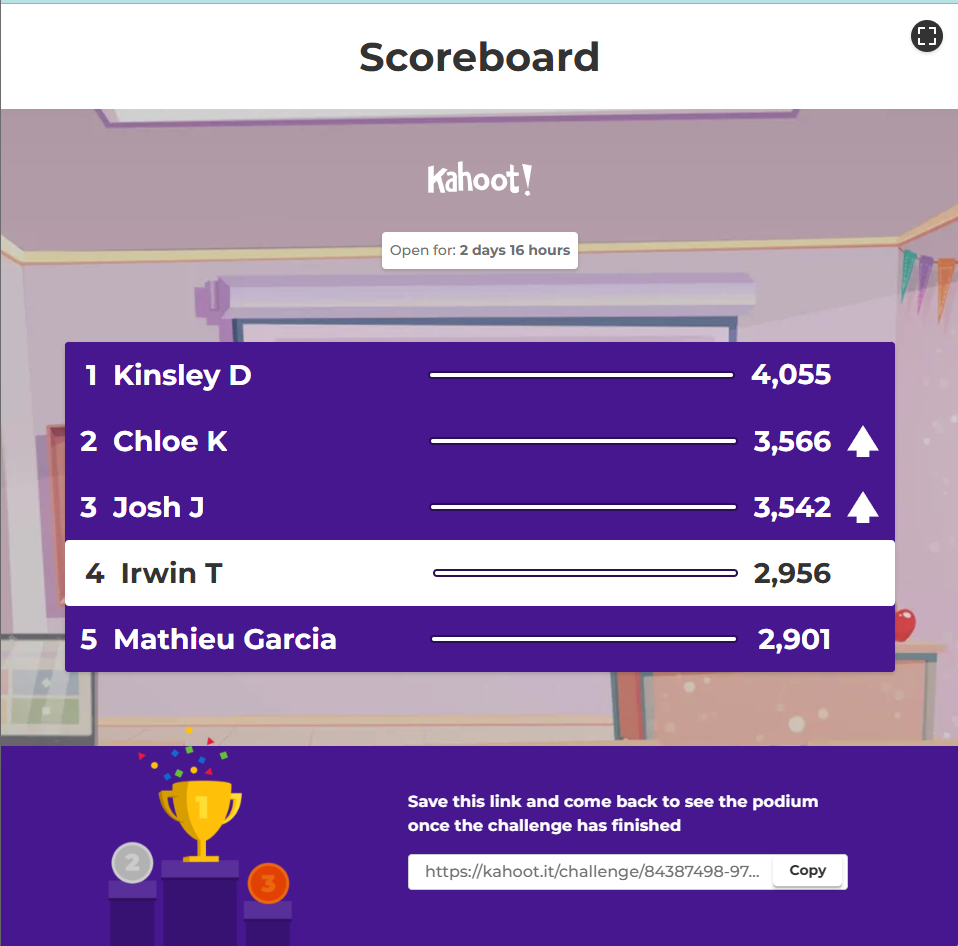 Scoreboard
Kahoot!
Open for: 2 days 16 hours
1 Kinsley D 4,055
2 Chloe K 3,566
3 Josh J 3,542
4 Irwin T 2,956
5 Mathieu Garcia 2,901
1
2
3
Save this link and come back to see the podium
once the challenge has finished
https://kahoot.it/challenge/84387498-97... Copy